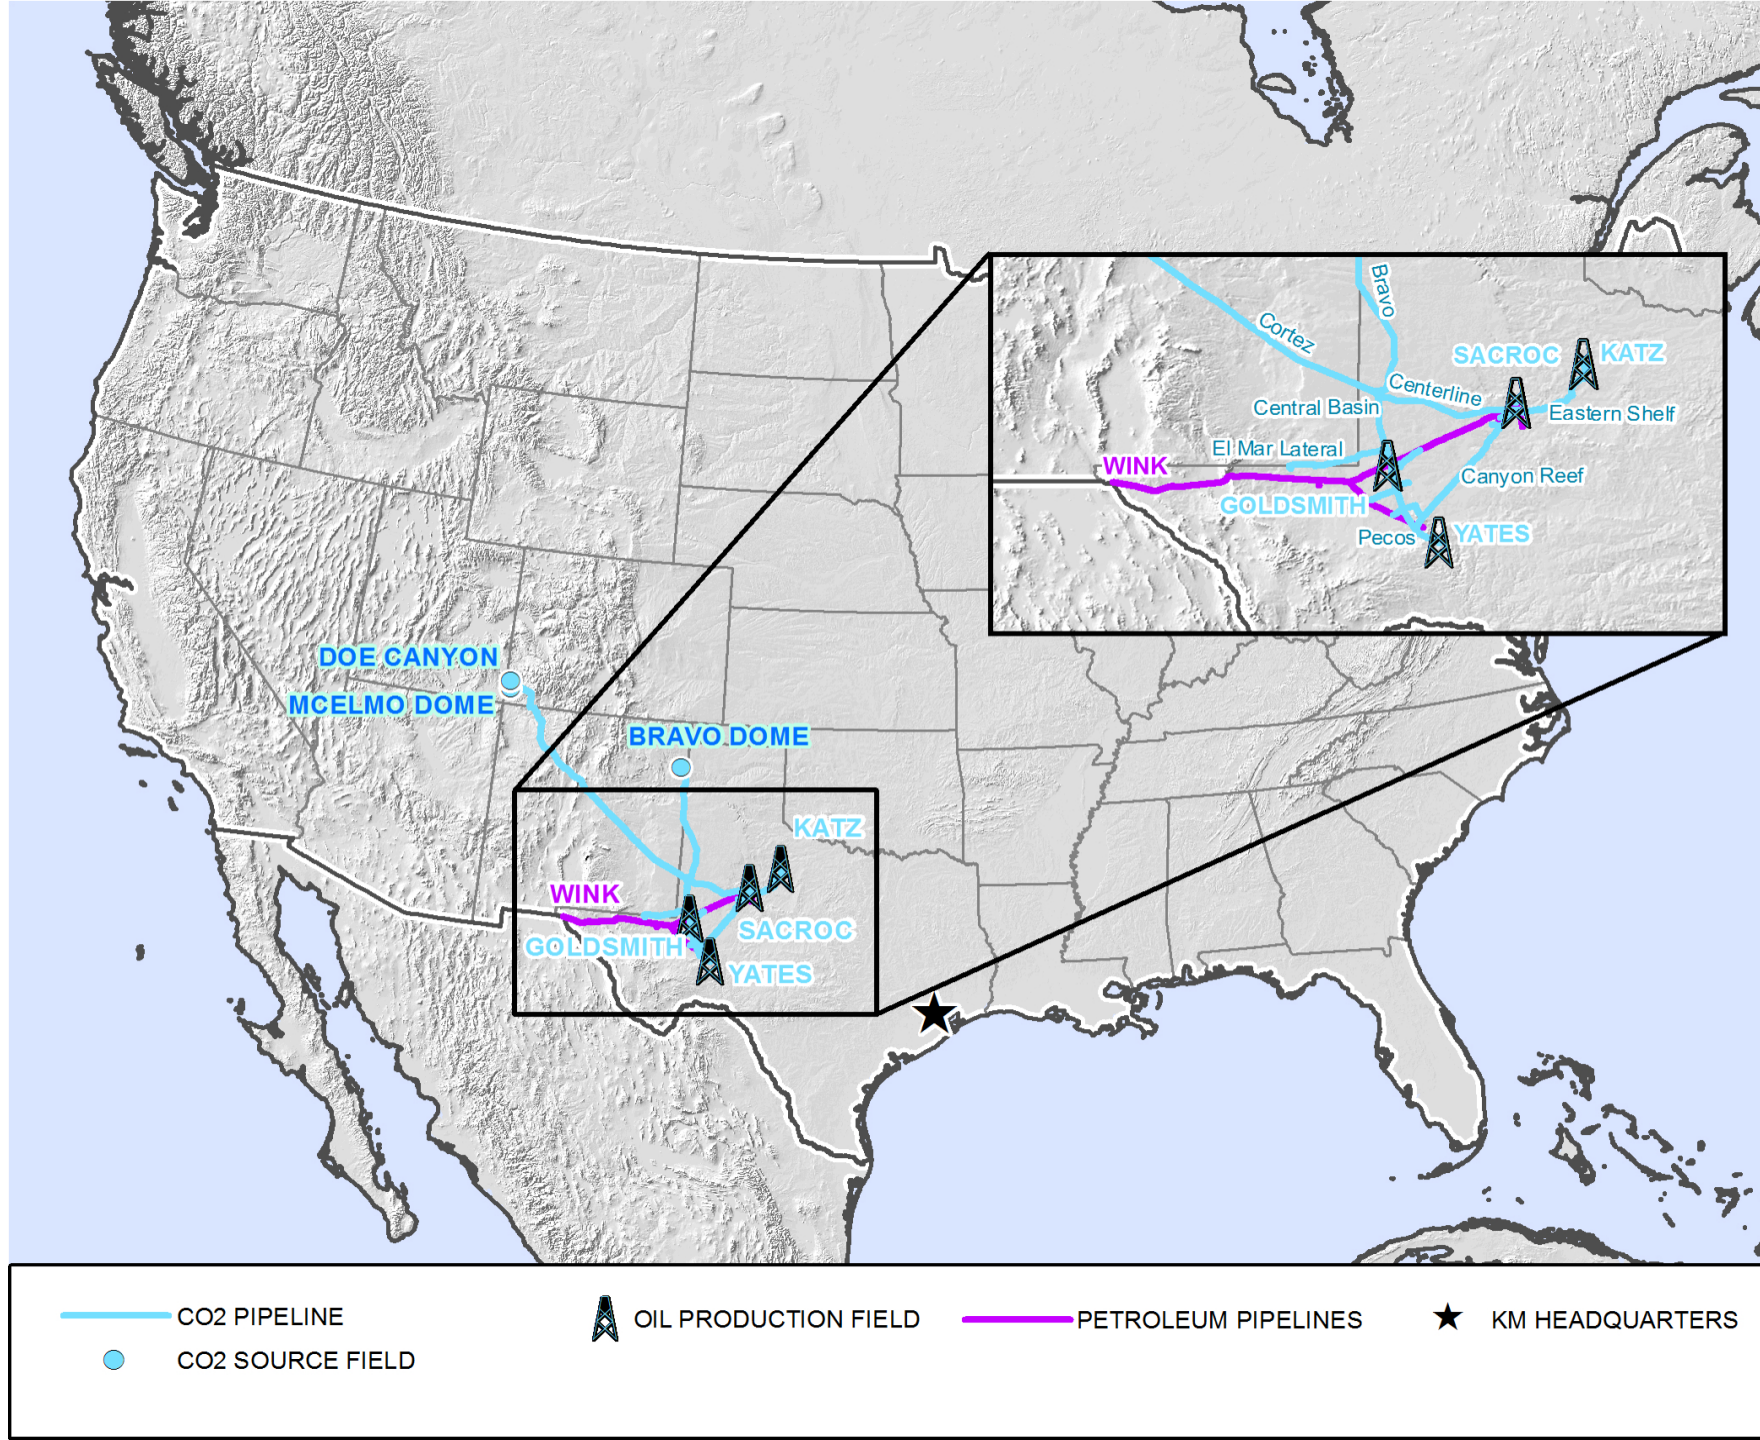 Bravo
Cortez
SACROC
KATZ
Centerline
Central Basin
Eastern Shelf
El Mar Lateral
WINK
Canyon Reef
GOLDSMITH
Pecos
YATES
DOE CANYON
MCELMO DOME
BRAVO DOME
KATZ
WINK
SACROC
GOLDSMITH
YATES
CO2 PIPELINE
OIL PRODUCTION FIELD
PETROLEUM PIPELINES
KM HEADQUARTERS
CO2 SOURCE FIELD